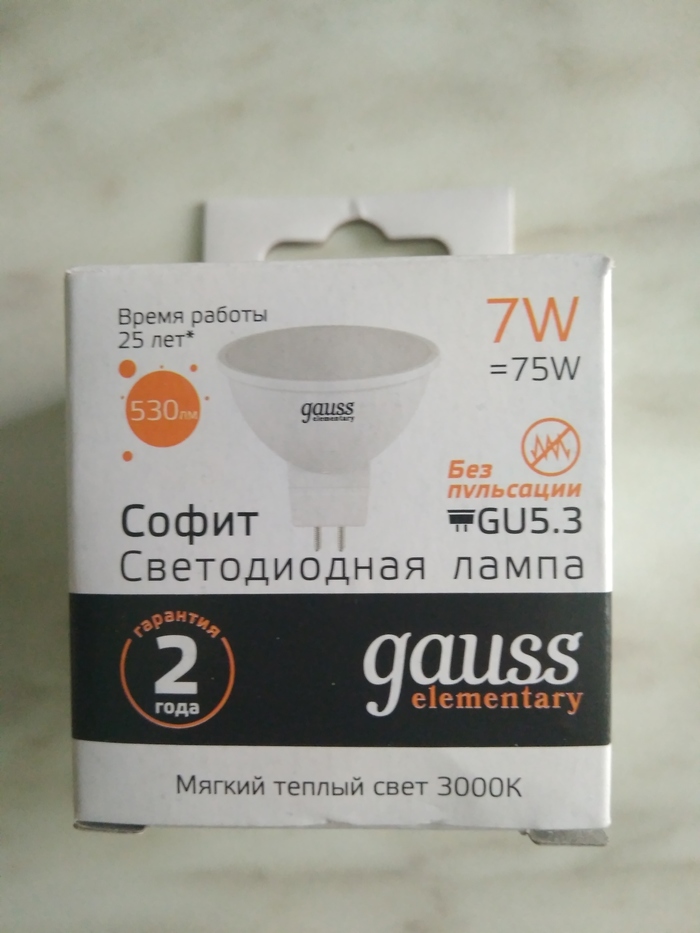 Время работы
25 лет*
7W
=75W
530лм
gauss
elementary
Без
пульсации
Софит
GU5.3
Светодиодная лампа
гарантия
2
года
gauss
elementary
Мягкий теплый свет 3000К